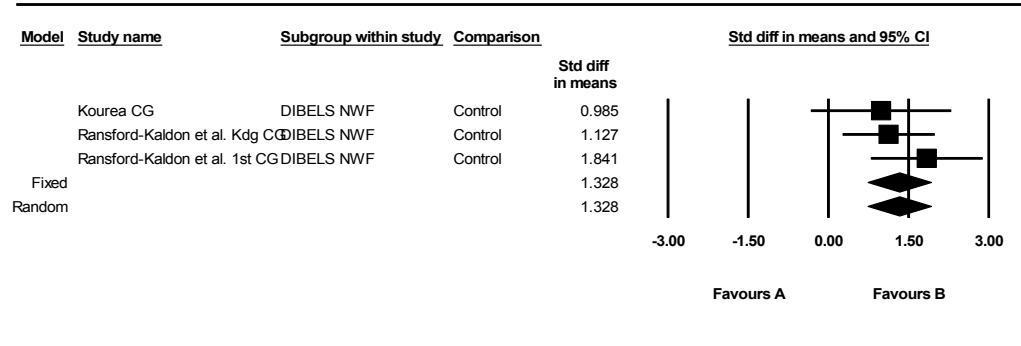 Model Study name Subgroup within study Comparison Std diff in means and 95% CI
Std diff
in means
Kourea CG DIBELS NWF Control 0.985
Ransford-Kaldon et al. Kdg CG DIBELS NWF Control 1.127
Ransford-Kaldon et al. 1st CG DIBELS NWF Control 1.841
Fixed 1.328
Random 1.328
-3.00 -1.50 0.00 1.50 3.00
Favours A Favours B